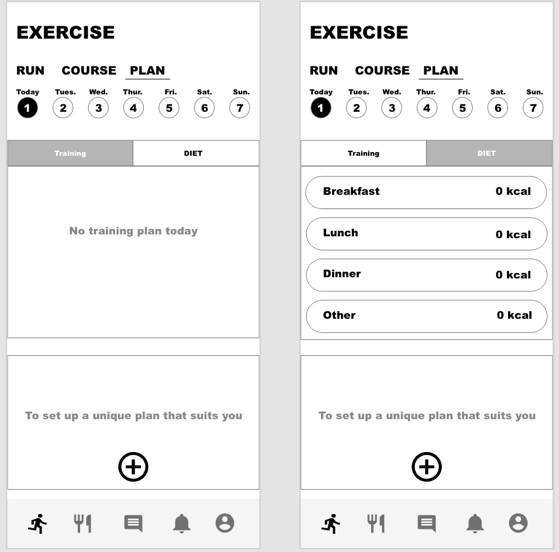 EXERCISE
RUN COURSE PLAN
Today Tues. Wed. Thur. Fri. Sat. Sun.
1 2 3 4 5 6 7
Training DIET
No training plan today
To set up a unique plan that suits you
EXERCISE
RUN COURSE PLAN
Today Tues. Wed. Thur. Fri. Sat. Sun.
1 2 3 4 5 6 7
Training DIET
Breakfast 0 kcal
Lunch 0 kcal
Dinner 0 kcal
Other 0 kcal
To set up a unique plan that suits you